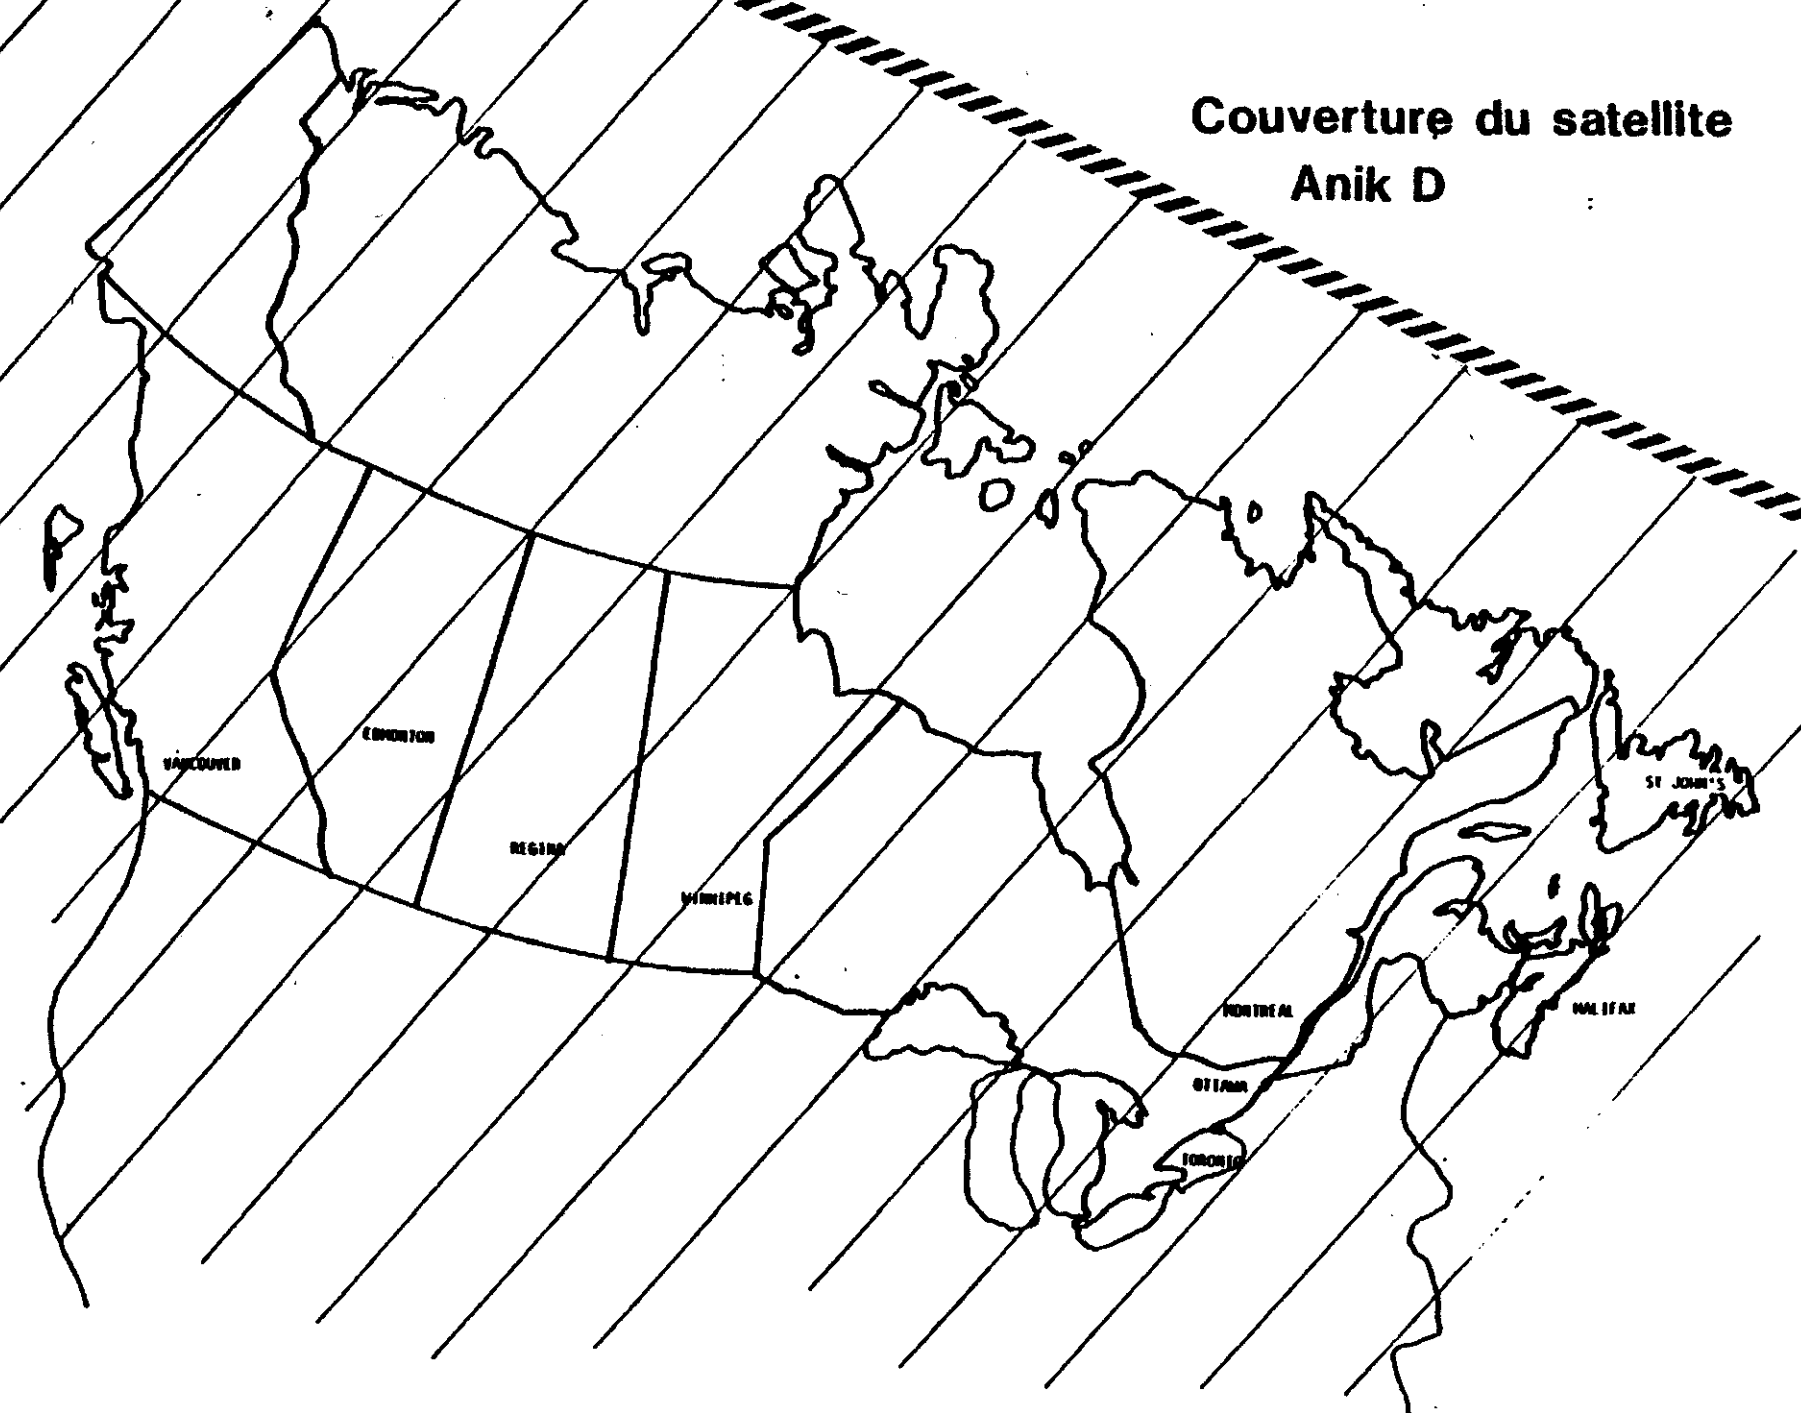 Couverture du satellite
Anik D
EDMONTON
VANCOUVER
ST JOHN'S
REGINA
WINNIPEG
MONTREAL
HALIFAX
OTTAWA
TORONTO